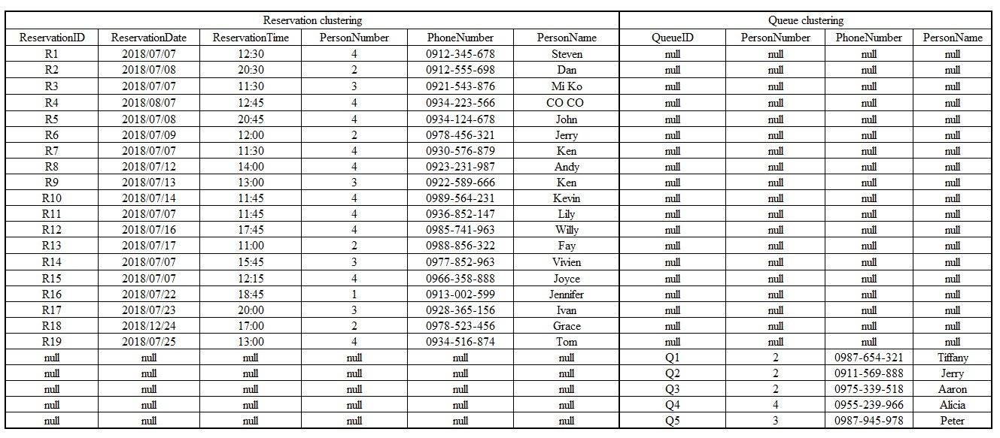 Reservation clustering Queue clustering
ReservationID ReservationDate ReservationTime PersonNumber PhoneNumber PersonName QueueID PersonNumber PhoneNumber PersonName
R1 2018/07/07 12:30 4 0912-345-678 Steven null null null null
R2 2018/07/08 20:30 2 0912-555-698 Dan null null null null
R3 2018/07/07 11:30 3 0921-543-876 Mi Ko null null null null
R4 2018/08/07 12:45 4 0934-223-566 CO CO null null null null
R5 2018/07/08 20:45 4 0934-124-678 John null null null null
R6 2018/07/09 12:00 2 0978-456-321 Jerry null null null null
R7 2018/07/07 11:30 4 0930-576-879 Ken null null null null
R8 2018/07/12 14:00 4 0923-231-987 Andy null null null null
R9 2018/07/13 13:00 3 0922-589-666 Ken null null null null
R10 2018/07/14 11:45 4 0989-564-231 Kevin null null null null
R11 2018/07/07 11:45 4 0936-852-147 Lily null null null null
R12 2018/07/16 17:45 4 0985-741-963 Willy null null null null
R13 2018/07/17 11:00 2 0988-856-322 Fay null null null null
R14 2018/07/07 15:45 3 0977-852-963 Vivien null null null null
R15 2018/07/07 12:15 4 0966-358-888 Joyce null null null null
R16 2018/07/22 18:45 1 0913-002-599 Jennifer null null null null
R17 2018/07/23 20:00 3 0928-365-156 Ivan null null null null
R18 2018/12/24 17:00 2 0978-523-456 Grace null null null null
R19 2018/07/25 13:00 4 0934-516-874 Tom null null null null
null null null null null null Q1 2 0987-654-321 Tiffany
null null null null null null Q2 2 0911-569-888 Jerry
null null null null null null Q3 2 0975-339-518 Aaron
null null null null null null Q4 4 0955-239-966 Alicia
null null null null null null Q5 3 0987-945-978 Peter